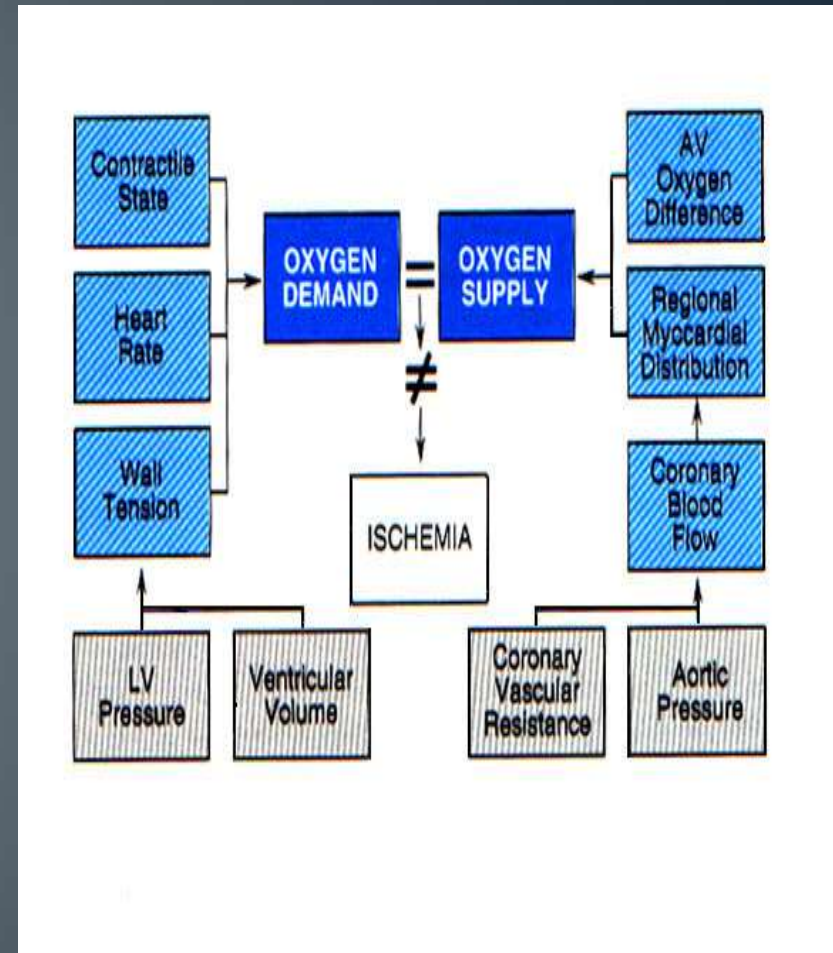 Contractile
State
Heart
Rate
Wall
Tension
LV
Pressure
Ventricular
Volume
OXYGEN
DEMAND
=
OXYGEN
SUPPLY
≠
ISCHEMIA
AV
Oxygen
Difference
Regional
Myccardial
Distribution
Coronary
Blood
Flow
Coronary
Vascular
Resistance
Aortic
Pressure